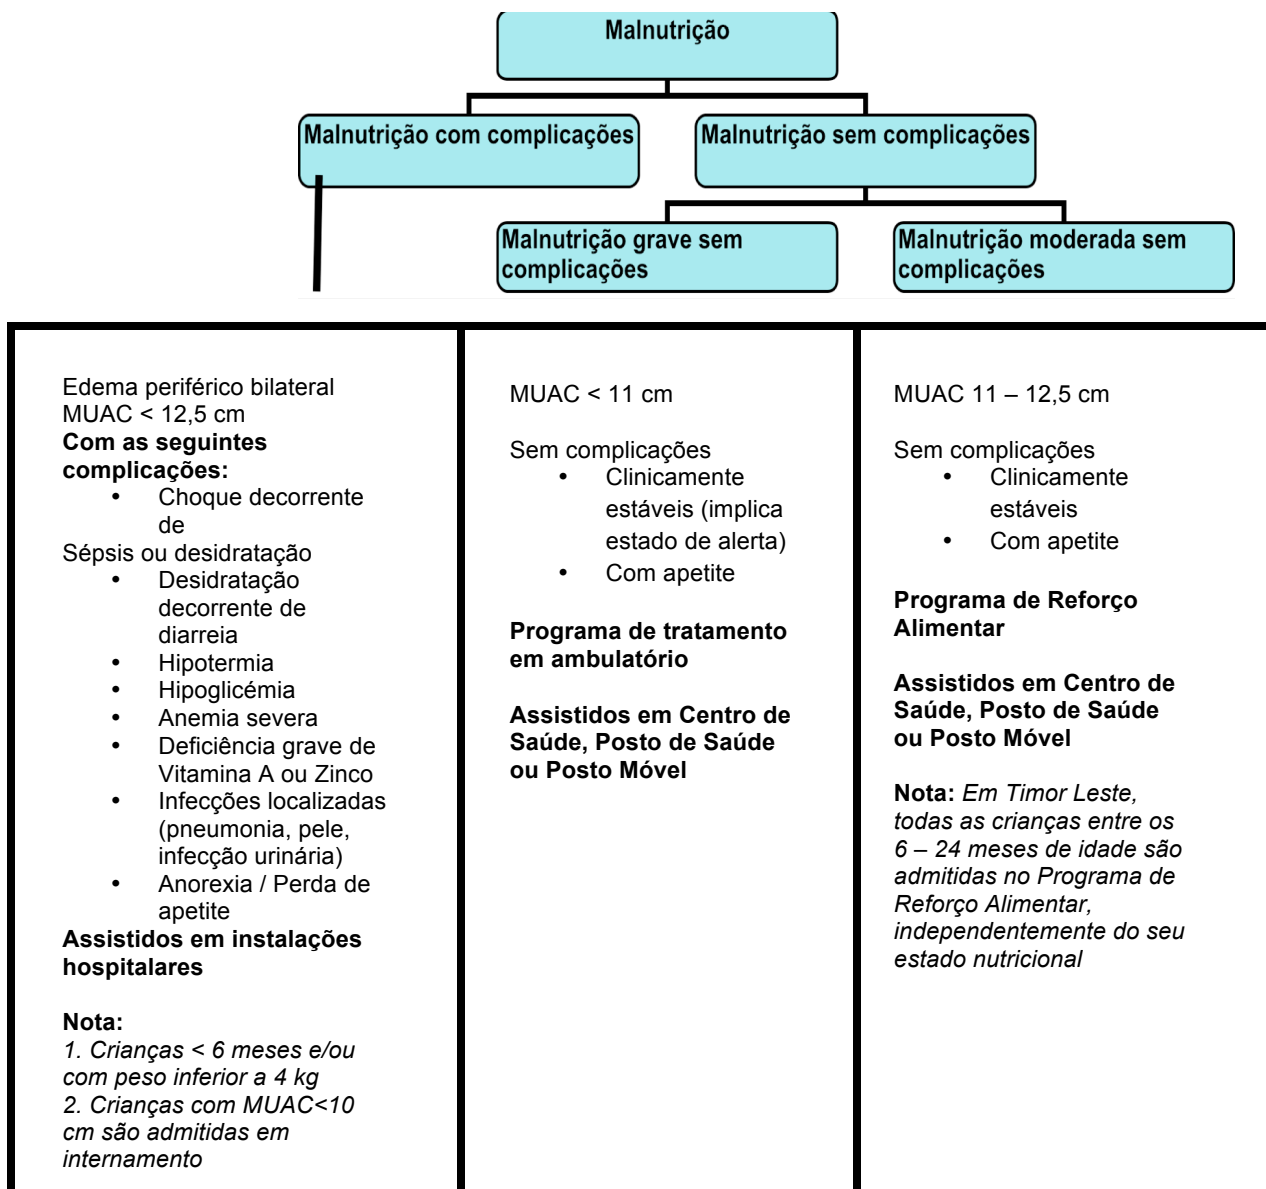 Malnutrição
Malnutrição com complicações
Malnutrição sem complicações
Malnutrição grave sem
complicações
Malnutrição moderada sem
complicações
Edema periférico bilateral
MUAC < 12,5 cm
Com as seguintes
complicações:
• Choque decorrente
de
Sépsis ou desidratação
• Desidratação
decorrente de
diarreia
• Hipotermia
• Hipoglicémia
• Anemia severa
• Deficiência grave de
Vitamina A ou Zinco
• Infecções localizadas
(pneumonia, pele,
infecção urinária)
• Anorexia / Perda de
apetite
Assistidos em instalações
hospitalares
Nota:
1. Crianças < 6 meses e/ou
com peso inferior a 4 kg
2. Crianças com MUAC<10
cm são admitidas em
internamento
MUAC < 11 cm
Sem complicações
• Clinicamente
estáveis (implica
estado de alerta)
• Com apetite
Programa de tratamento
em ambulatório
Assistidos em Centro de
Saúde, Posto de Saúde
ou Posto Móvel
MUAC 11 – 12,5 cm
Sem complicações
• Clinicamente
estáveis
• Com apetite
Programa de Reforço
Alimentar
Assistidos em Centro de
Saúde, Posto de Saúde
ou Posto Móvel
Nota: Em Timor Leste,
todas as crianças entre os
6 – 24 meses de idade são
admitidas no Programa de
Reforço Alimentar,
independentemente do seu
estado nutricional